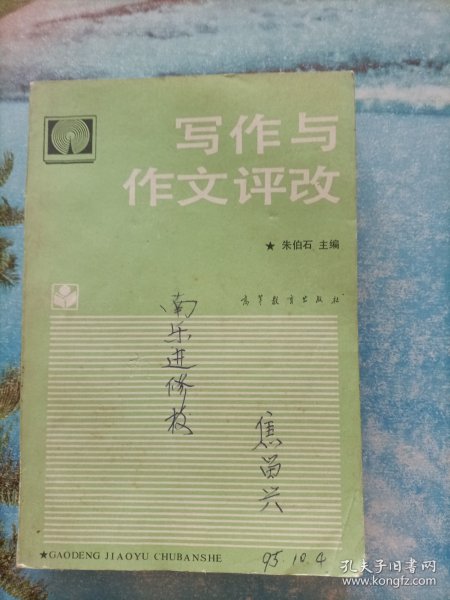 写作与
作文评改
★ 朱伯石 主编
高等教育出版社
南乐进修校
焦留兴
★GAODENG JIAOYU CHUBANSHE
95.10.4
孔夫子旧书网
www.kongfz.com